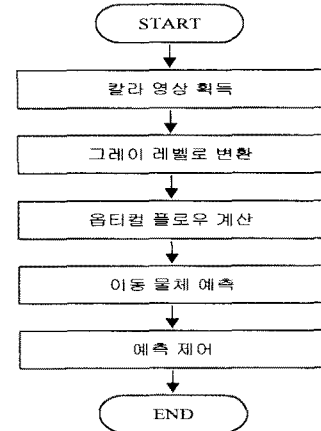 START
칼라 영상 획득
그레이 레벨로 변환
옵티컬 플로우 계산
이동 물체 예측
예측 제어
END